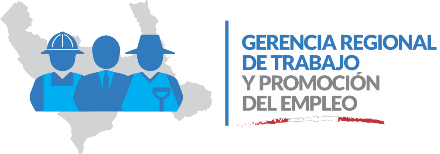 GERENCIA REGIONAL
DE TRABAJO
Y PROMOCIÓN
DEL EMPLEO